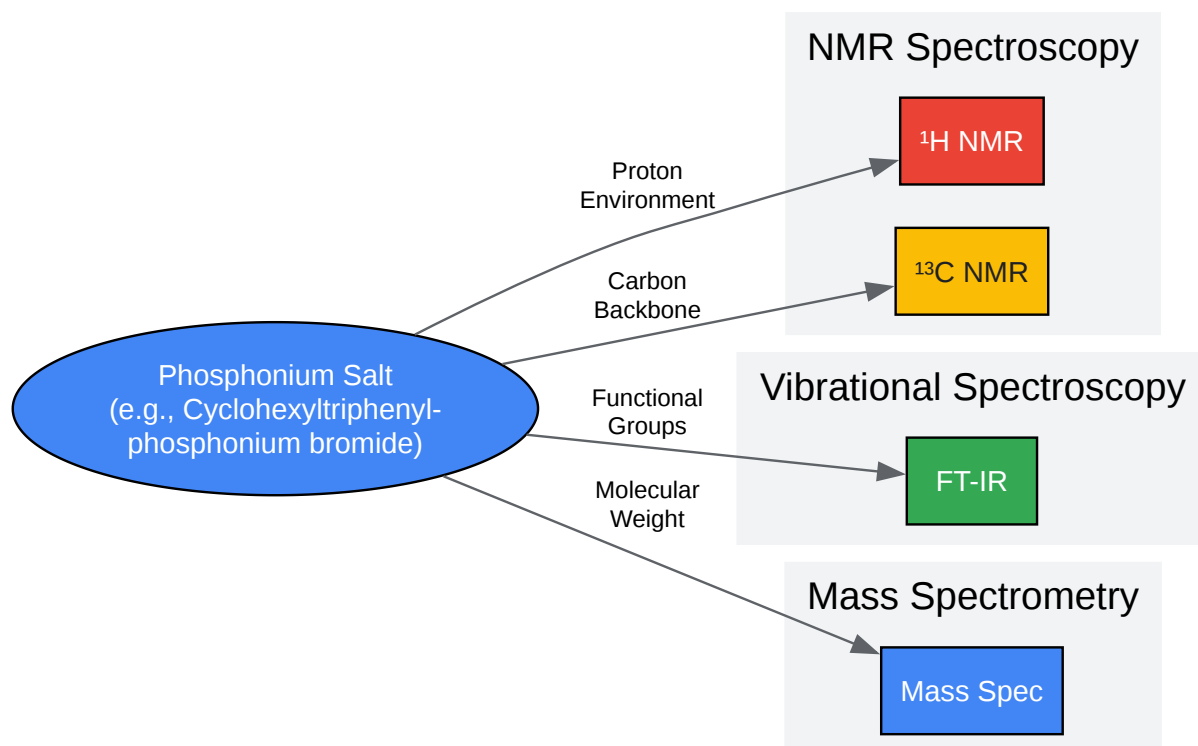 NMR Spectroscopy
¹H NMR
Proton
Environment
¹³C NMR
Carbon
Backbone
Phosphonium Salt
(e.g., Cyclohexyltriphenyl-
phosphonium bromide)
Vibrational Spectroscopy
Functional
Groups
FT-IR
Molecular
Weight
Mass Spectrometry
Mass Spec